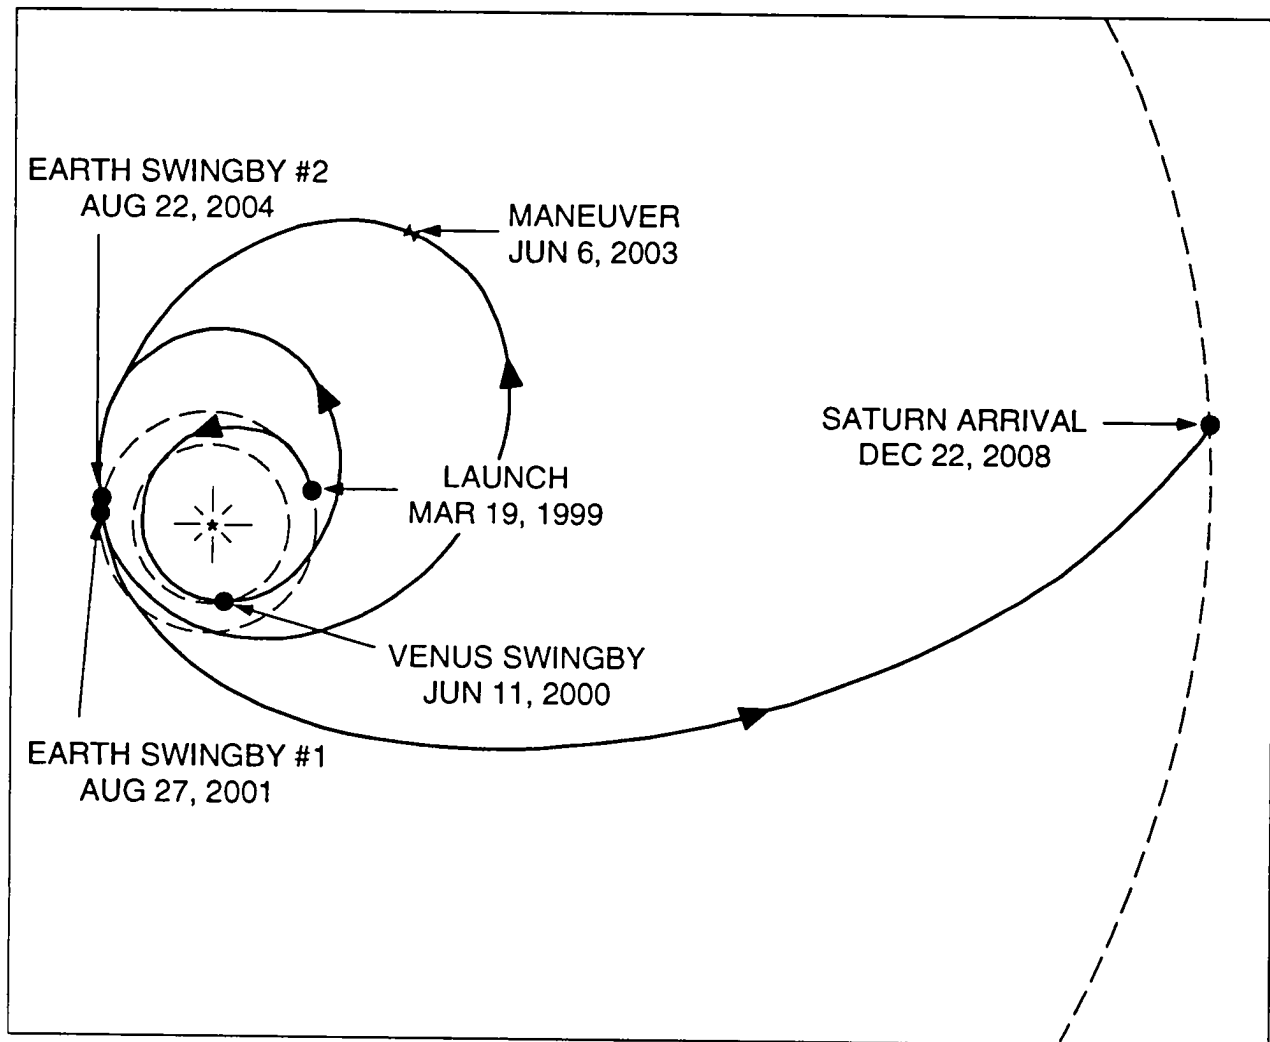 EARTH SWINGBY #2
AUG 22, 2004
MANEUVER
JUN 6, 2003
SATURN ARRIVAL
DEC 22, 2008
LAUNCH
MAR 19, 1999
VENUS SWINGBY
JUN 11, 2000
EARTH SWINGBY #1
AUG 27, 2001